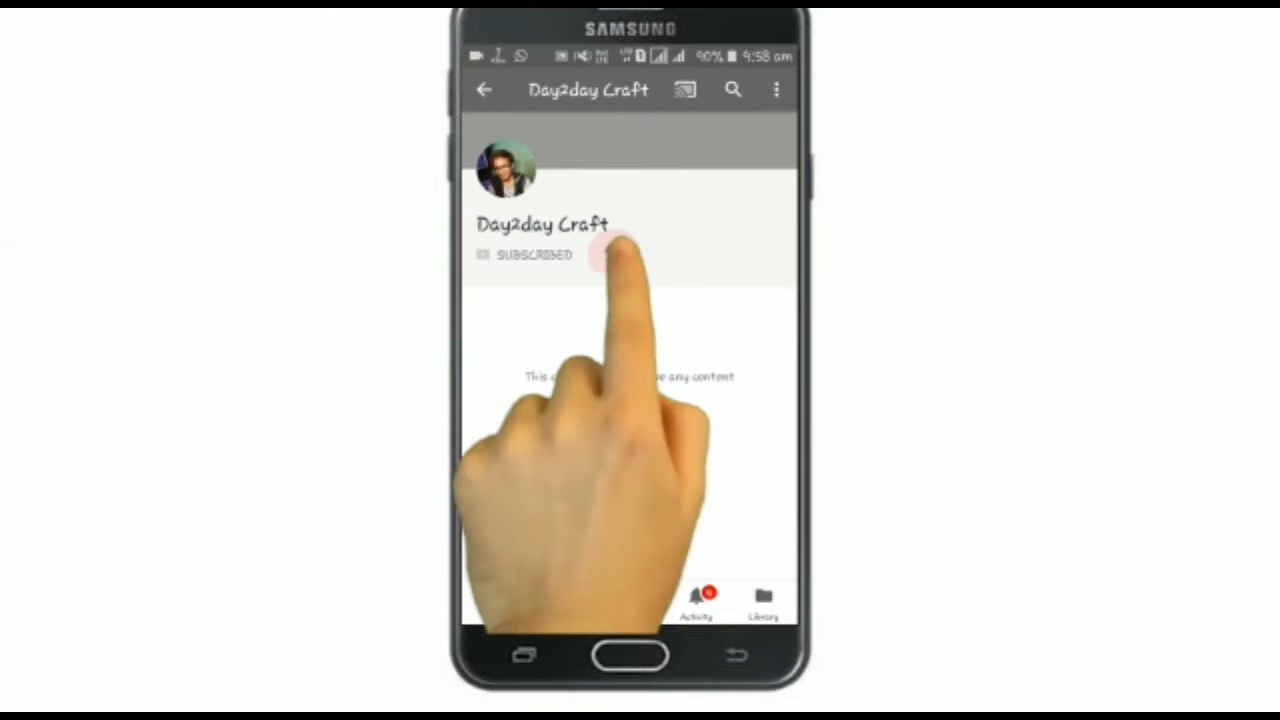 SAMSUNG
90% 9:58 am
Day2day Craft
Day2day Craft
SUBSCRIBED
This any content
Activity Library